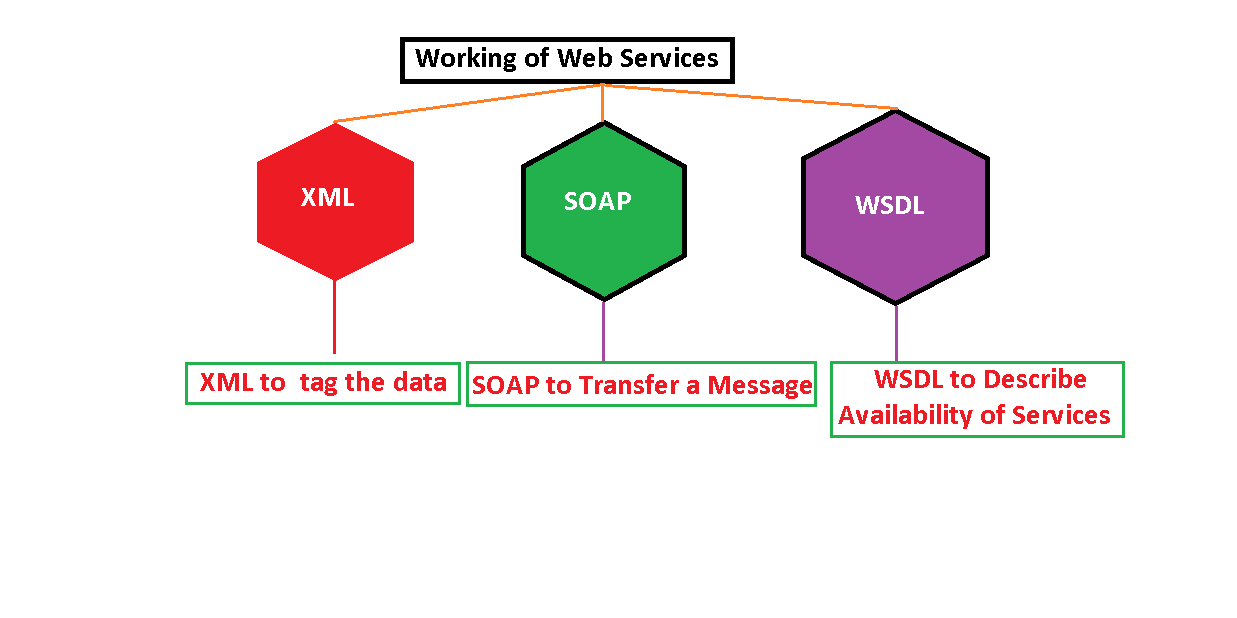 Working of Web Services
XML
SOAP
WSDL
XML to  tag the data
SOAP to Transfer a Message
WSDL to Describe
Availability of Services